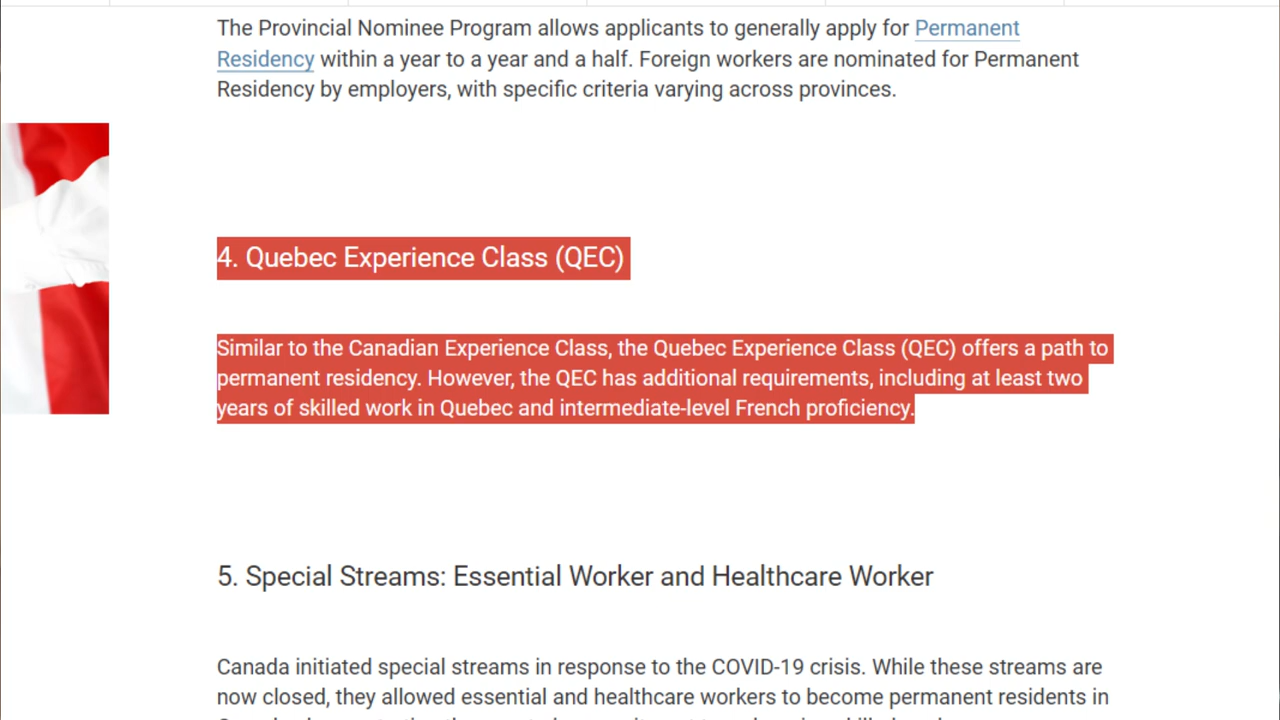 The Provincial Nominee Program allows applicants to generally apply for Permanent
Residency within a year to a year and a half. Foreign workers are nominated for Permanent
Residency by employers, with specific criteria varying across provinces.
4. Quebec Experience Class (QEC)
Similar to the Canadian Experience Class, the Quebec Experience Class (QEC) offers a path to
permanent residency. However, the QEC has additional requirements, including at least two
years of skilled work in Quebec and intermediate-level French proficiency.
5. Special Streams: Essential Worker and Healthcare Worker
Canada initiated special streams in response to the COVID-19 crisis. While these streams are
now closed, they allowed essential and healthcare workers to become permanent residents in